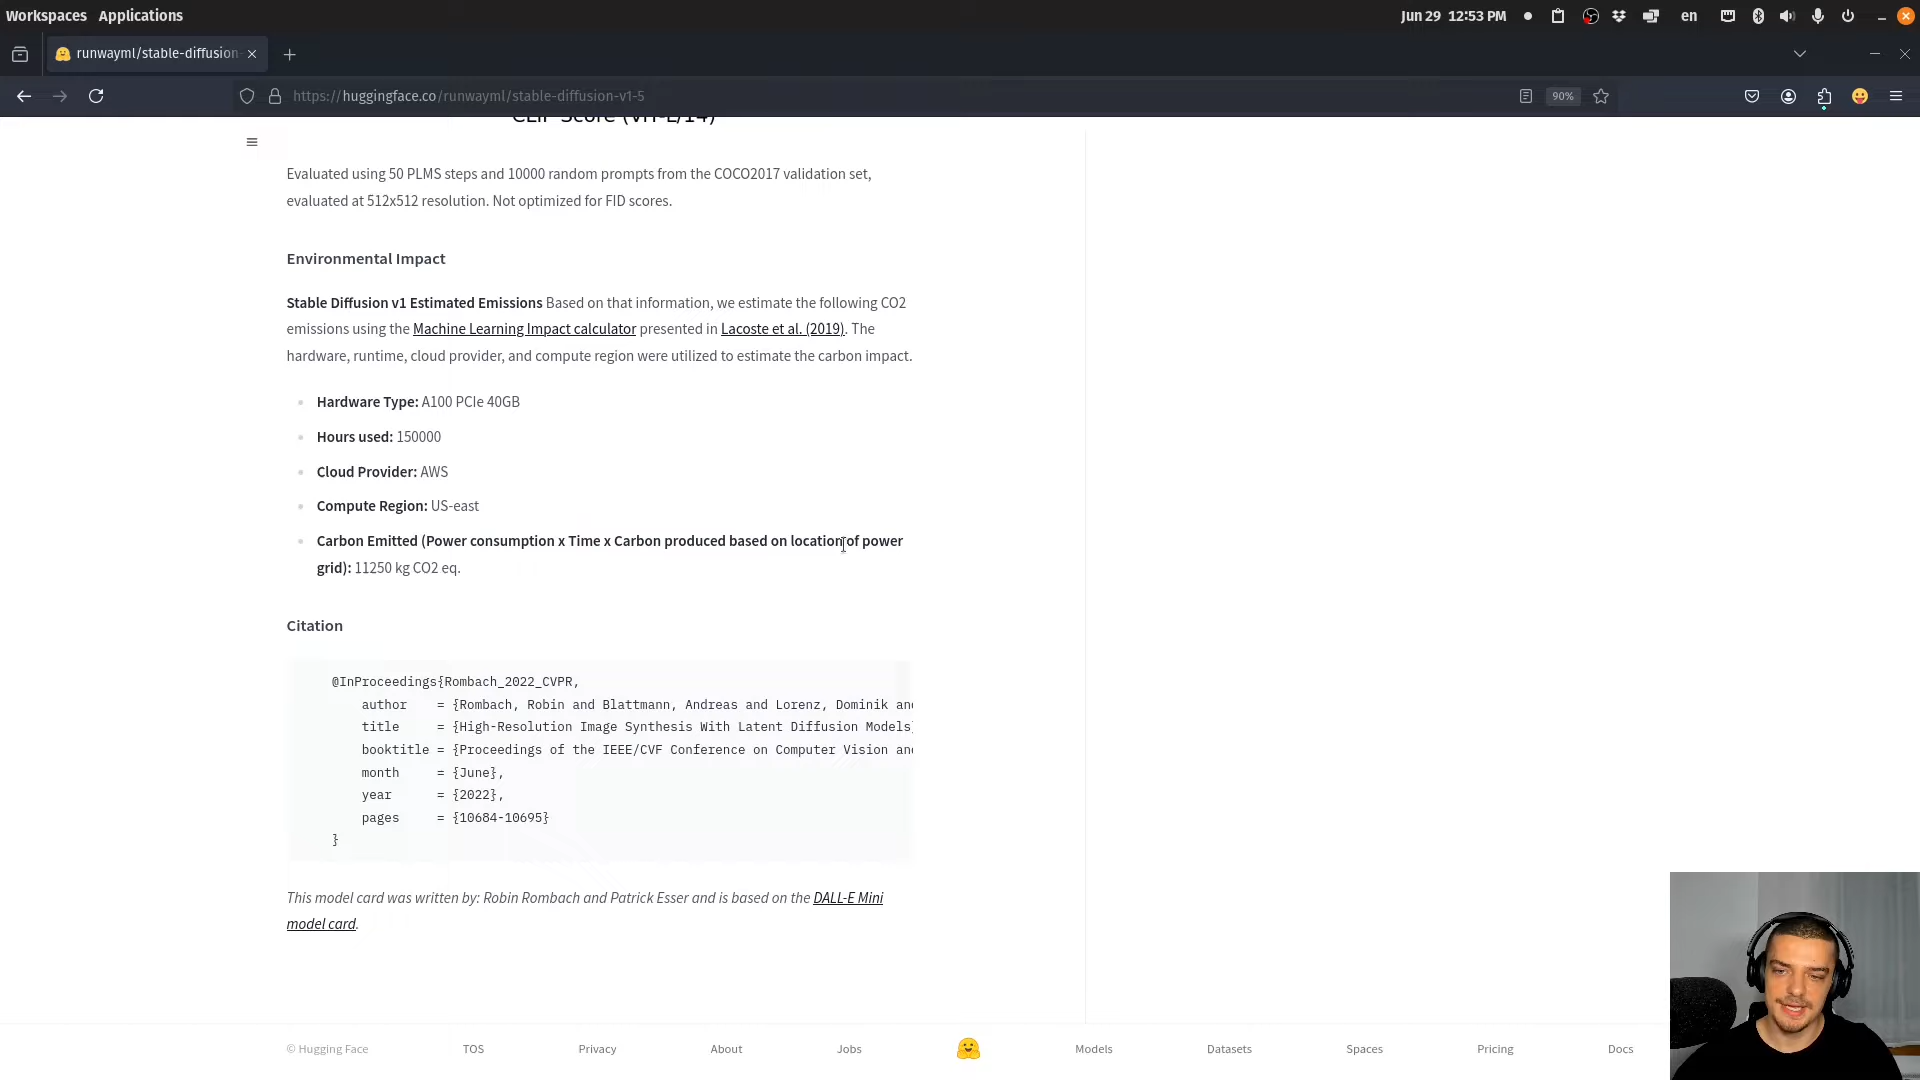 Workspaces Applications
Jun 29 12:53 PM
en
runwayml/stable-diffusion-
https://huggingface.co/runwayml/stable-diffusion-v1-5
90%
CLIP Score (ViT-L/14)
Evaluated using 50 PLMS steps and 10000 random prompts from the COCO2017 validation set,
evaluated at 512x512 resolution. Not optimized for FID scores.
Environmental Impact
Stable Diffusion v1 Estimated Emissions Based on that information, we estimate the following CO2
emissions using the Machine Learning Impact calculator presented in Lacoste et al. (2019). The
hardware, runtime, cloud provider, and compute region were utilized to estimate the carbon impact.
Hardware Type: A100 PCIe 40GB
Hours used: 150000
Cloud Provider: AWS
Compute Region: US-east
Carbon Emitted (Power consumption x Time x Carbon produced based on location of power
grid): 11250 kg CO2 eq.
Citation
@InProceedings{Rombach_2022_CVPR,
author = {Rombach, Robin and Blattmann, Andreas and Lorenz, Dominik and
title = {High-Resolution Image Synthesis With Latent Diffusion Models}
booktitle = {Proceedings of the IEEE/CVF Conference on Computer Vision and
month = {June},
year = {2022},
pages = {10684-10695}
}
This model card was written by: Robin Rombach and Patrick Esser and is based on the DALL-E Mini
model card.
© Hugging Face TOS Privacy About Jobs Models Datasets Spaces Pricing Docs